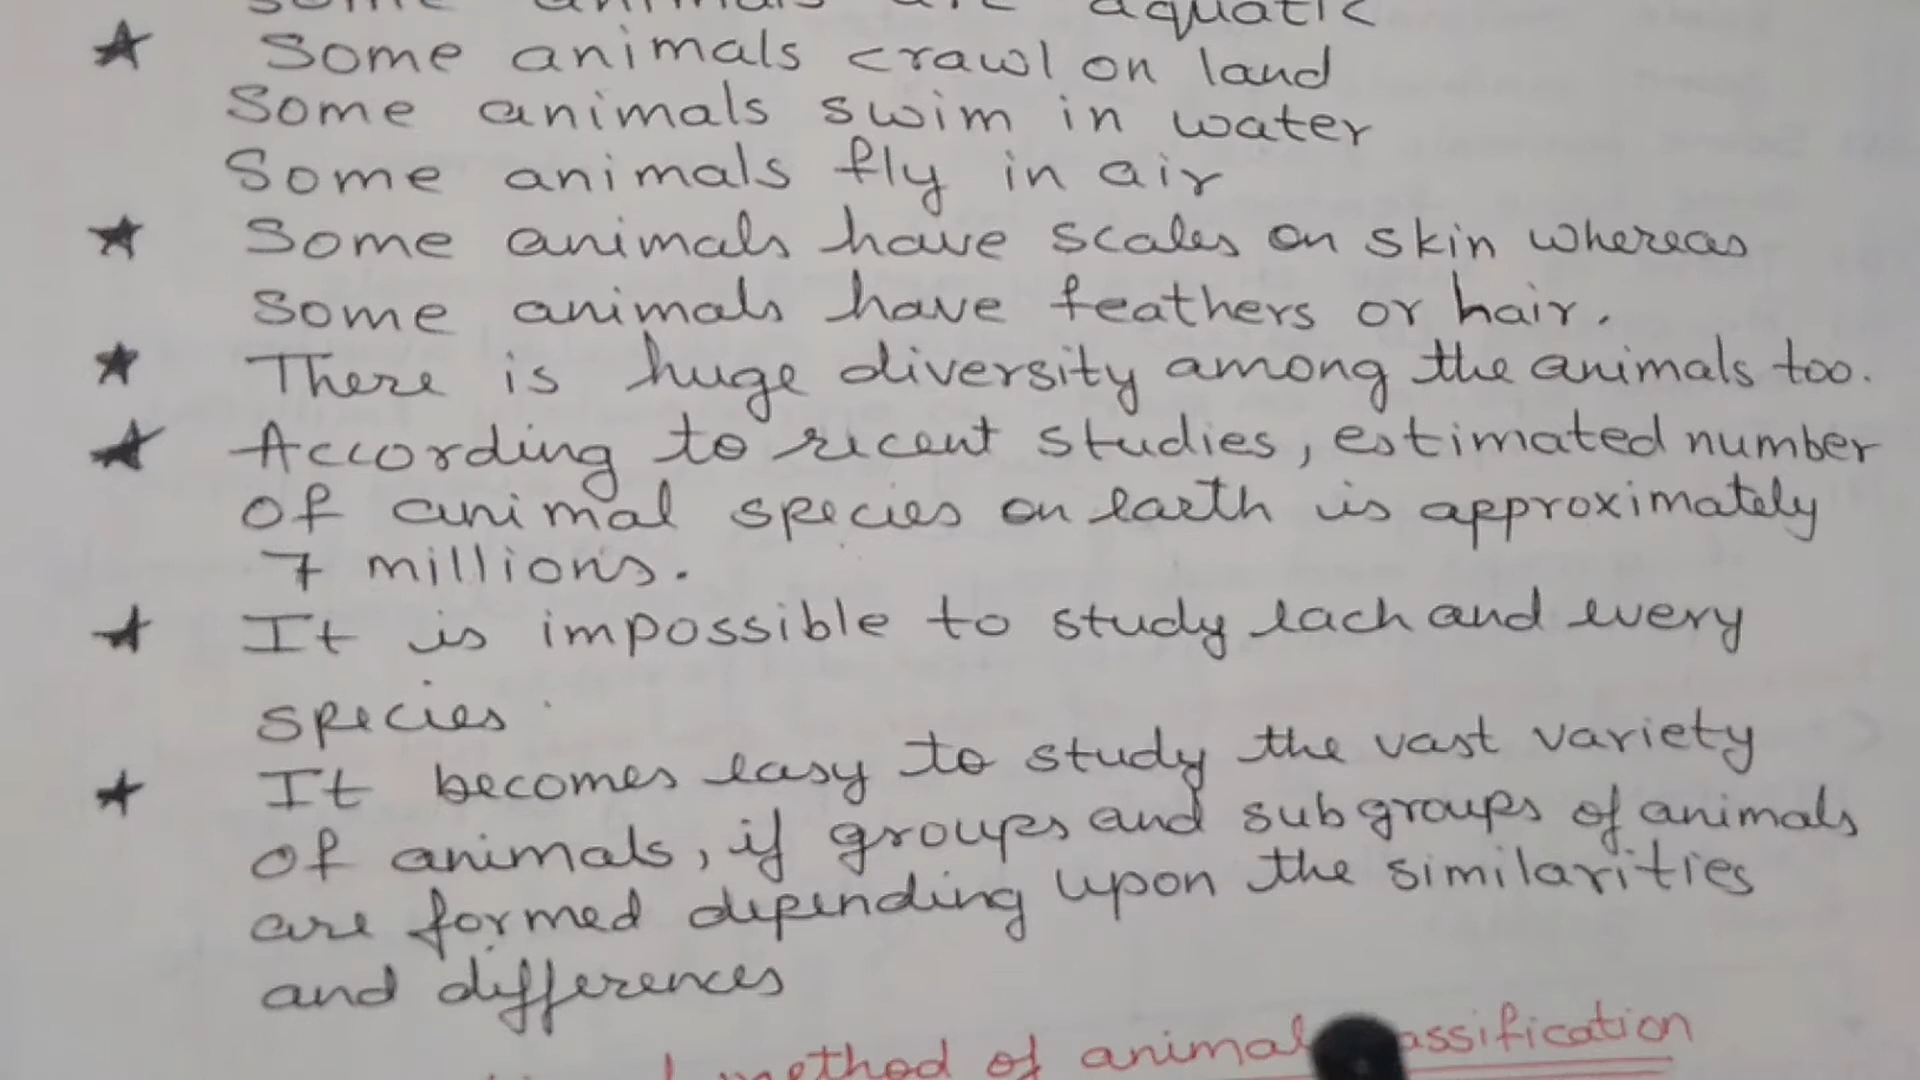 some animals are aquatic
★ Some animals crawl on land
Some animals swim in water
Some animals fly in air
★ Some animals have scales on skin whereas
some animals have feathers or hair.
★ There is huge diversity among the animals too.
★ According to recent studies, estimated number
of animal species on earth is approximately
7 millions.
★ It is impossible to study each and every
species.
★ It becomes easy to study the vast variety
of animals, if groups and subgroups of animals
are formed depending upon the similarities
and differences
method of animal